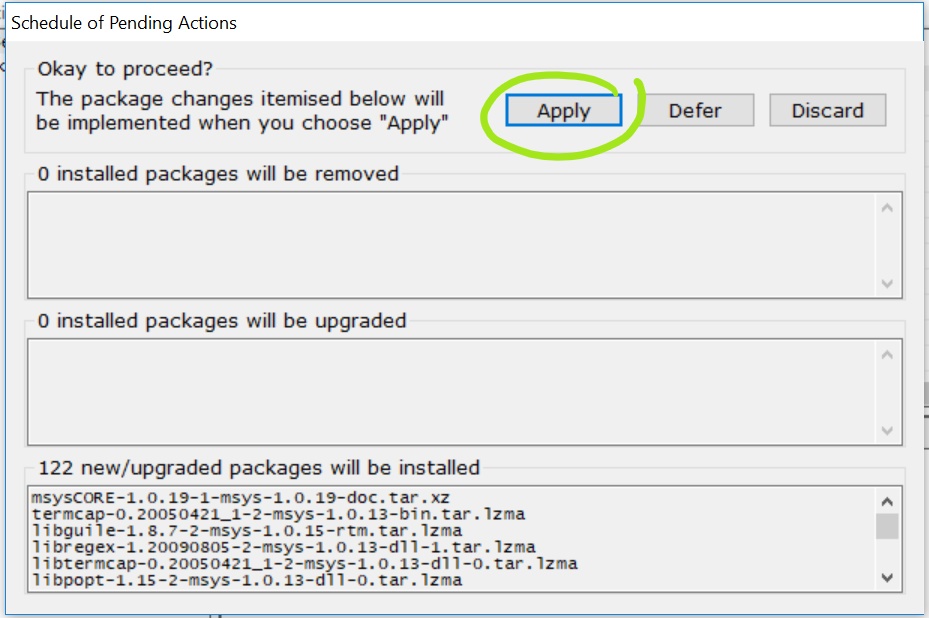 Schedule of Pending Actions
Okay to proceed?
The package changes itemised below will
be implemented when you choose "Apply"
Apply
Defer
Discard
0 installed packages will be removed
0 installed packages will be upgraded
122 new/upgraded packages will be installed
msysCORE-1.0.19-1-msys-1.0.19-doc.tar.xz
termcap-0.20050421_1-2-msys-1.0.13-bin.tar.lzma
libguile-1.8.7-2-msys-1.0.15-rtm.tar.lzma
libregex-1.20090805-2-msys-1.0.13-dll-1.tar.lzma
libtermcap-0.20050421_1-2-msys-1.0.13-dll-0.tar.lzma
libpopt-1.15-2-msys-1.0.13-dll-0.tar.lzma